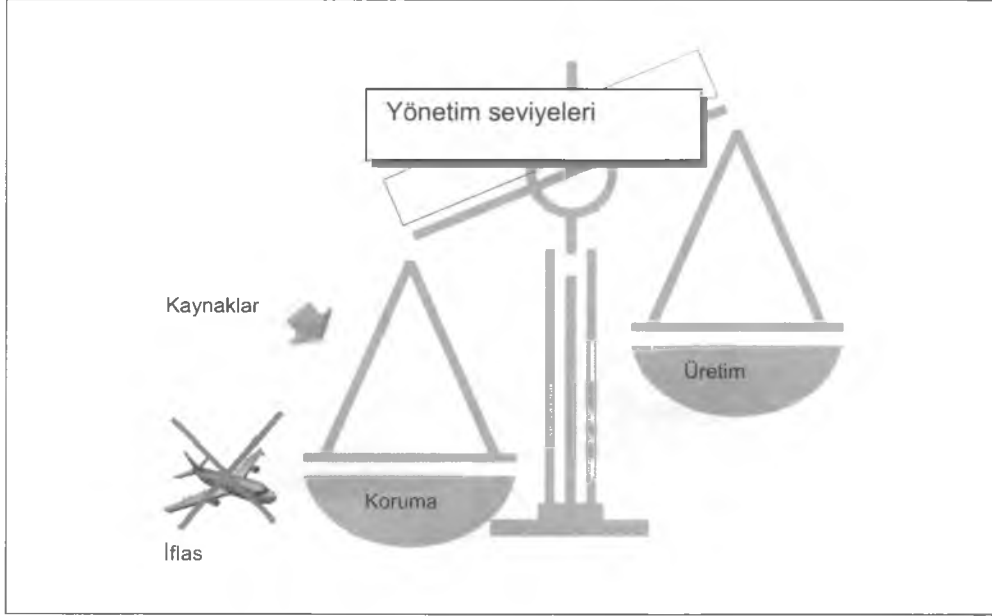 Yönetim seviyeleri
Kaynaklar
Üretim
Koruma
İflas